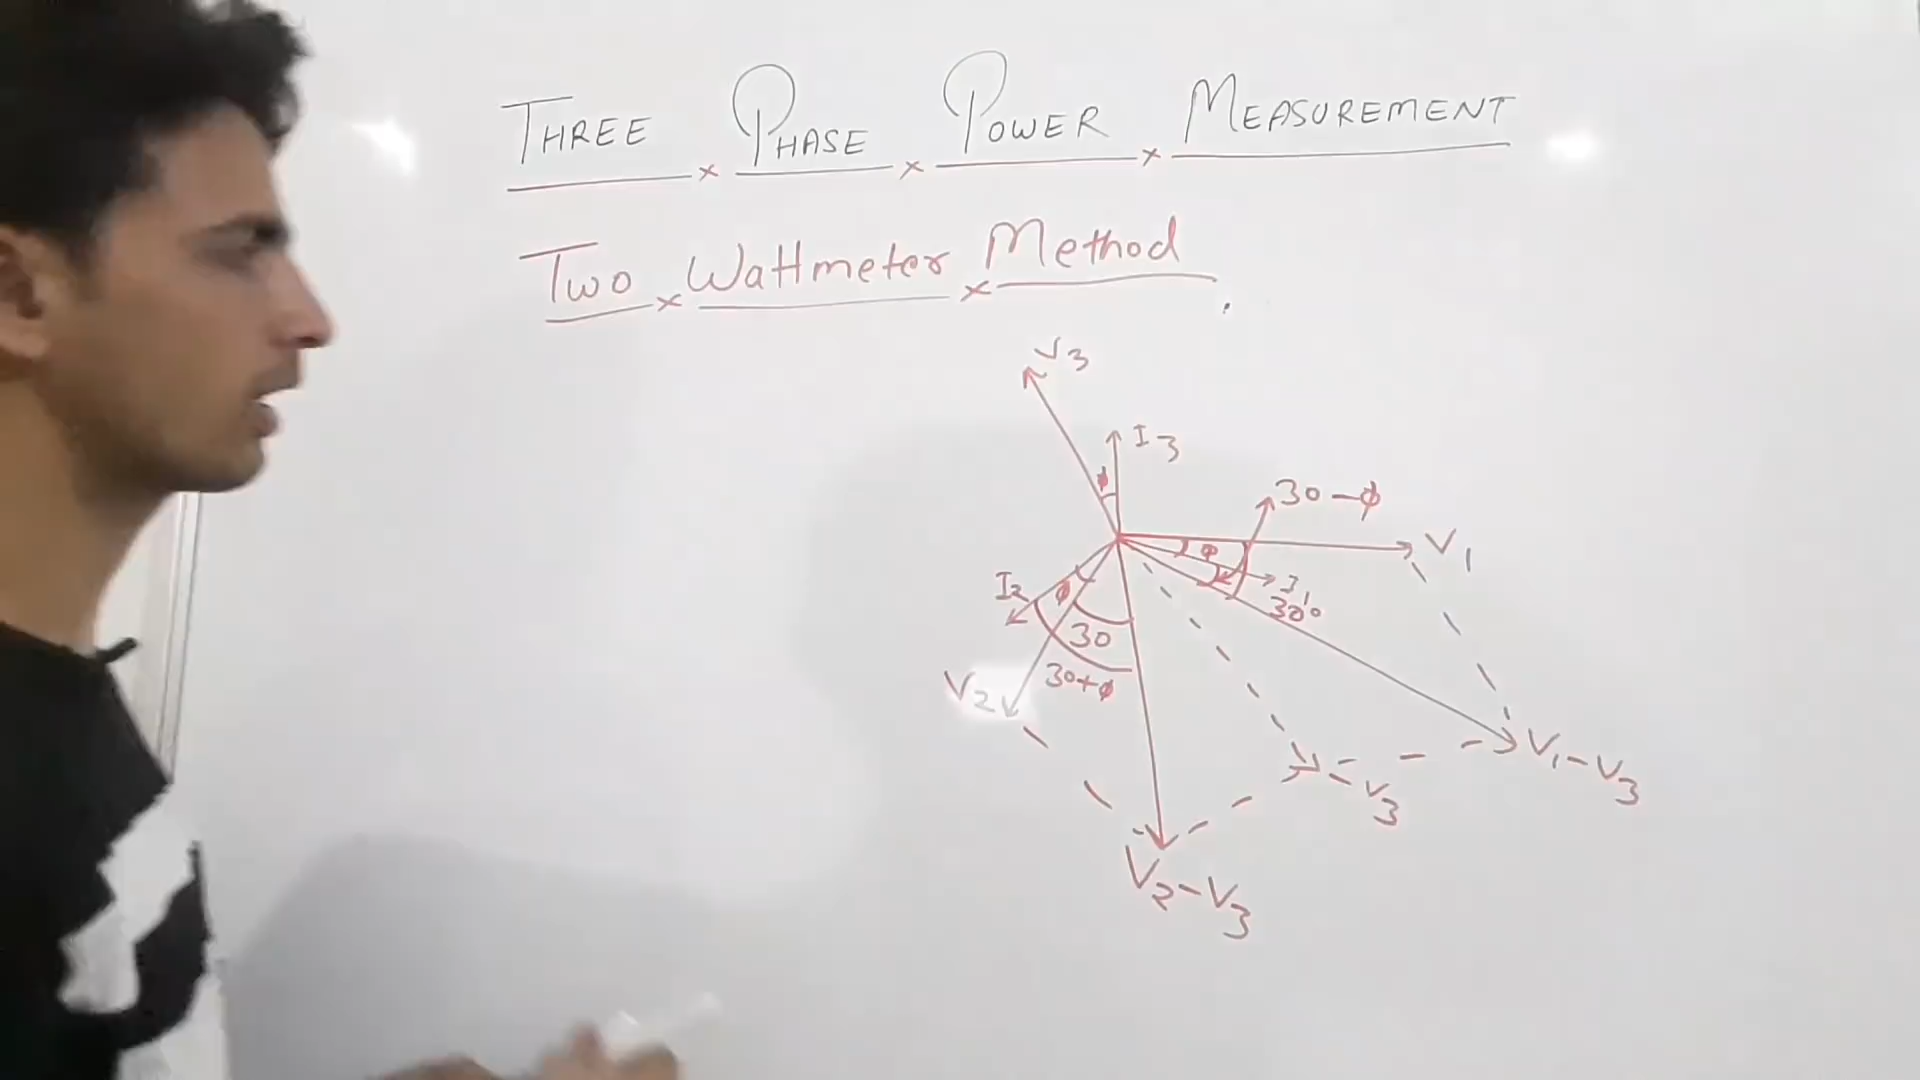 THREE PHASE POWER MEASUREMENT
Two Wattmeter Method
V3
I3
ϕ
30-ϕ
V1
ϕ
I1
30°
I2
ϕ
30
30+ϕ
V2
V1-V3
-V3
V2-V3